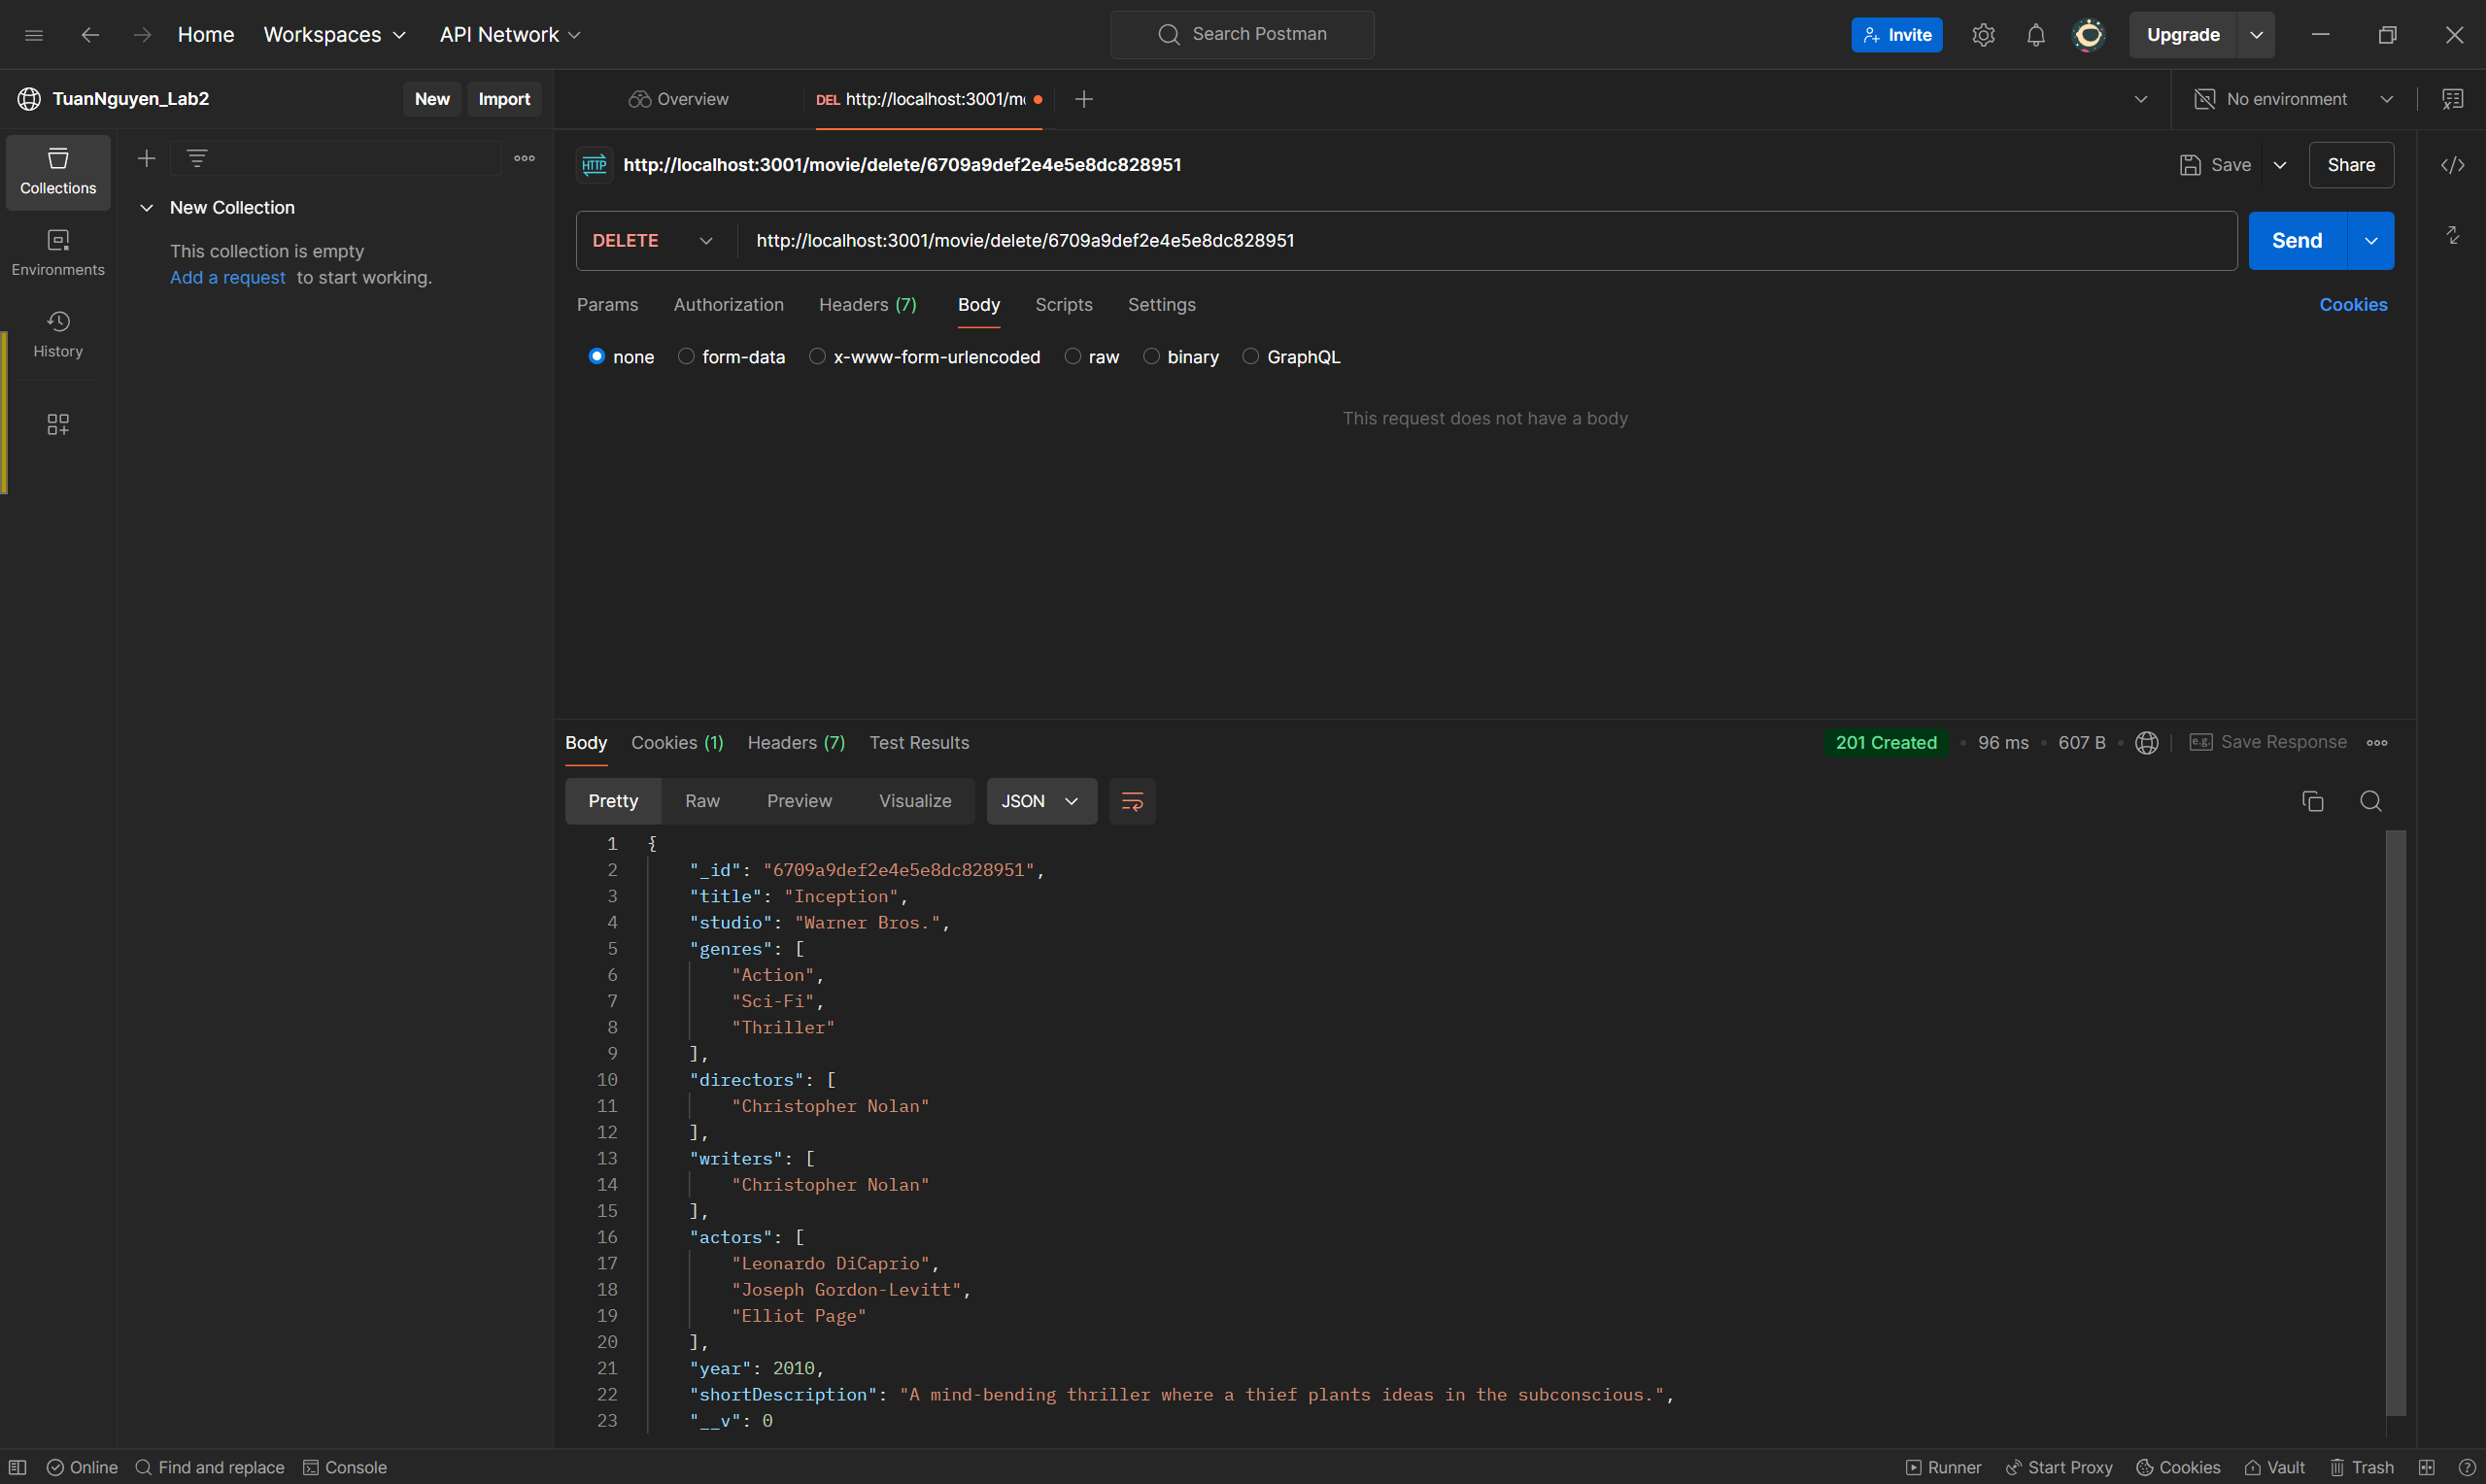 Home Workspaces API Network Search Postman Invite Upgrade
TuanNguyen_Lab2 New Import Overview DEL http://localhost:3001/mo No environment
Collections
Environments
History
New Collection
This collection is empty
Add a request to start working.
HTTP http://localhost:3001/movie/delete/6709a9def2e4e5e8dc828951 Save Share
DELETE http://localhost:3001/movie/delete/6709a9def2e4e5e8dc828951 Send
Params Authorization Headers (7) Body Scripts Settings Cookies
none form-data x-www-form-urlencoded raw binary GraphQL
This request does not have a body
Body Cookies (1) Headers (7) Test Results 201 Created • 96 ms • 607 B • e.g. Save Response
Pretty Raw Preview Visualize JSON
1 {
2 "_id": "6709a9def2e4e5e8dc828951",
3 "title": "Inception",
4 "studio": "Warner Bros.",
5 "genres": [
6 "Action",
7 "Sci-Fi",
8 "Thriller"
9 ],
10 "directors": [
11 "Christopher Nolan"
12 ],
13 "writers": [
14 "Christopher Nolan"
15 ],
16 "actors": [
17 "Leonardo DiCaprio",
18 "Joseph Gordon-Levitt",
19 "Elliot Page"
20 ],
21 "year": 2010,
22 "shortDescription": "A mind-bending thriller where a thief plants ideas in the subconscious.",
23 "__v": 0
Online Find and replace Console Runner Start Proxy Cookies Vault Trash